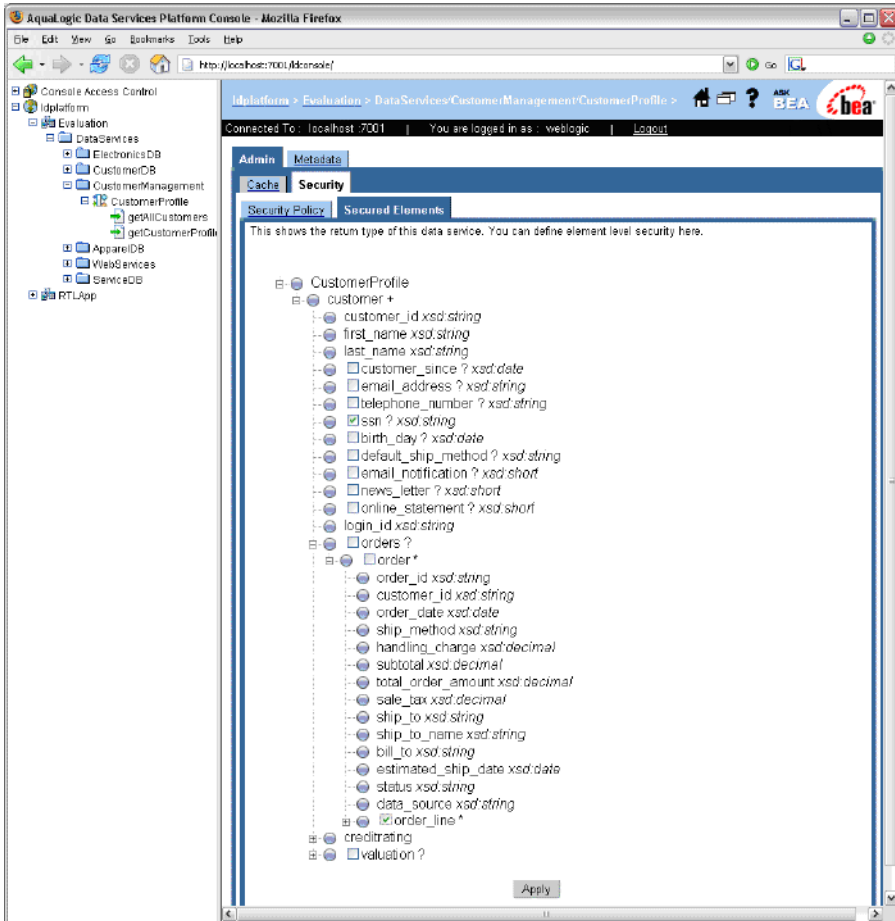 AquaLogic Data Services Platform Console - Mozilla Firefox
File Edit View Go Bookmarks Tools Help
http://localhost:7001/ldconsole/ Go G
Console Access Control
ldplatform
Evaluation
DataServices
ElectronicsDB
CustomerDB
CustomerManagement
CustomerProfile
getAllCustomers
getCustomerProfil
ApparelDB
WebServices
ServiceDB
RTLApp
ldplatform > Evaluation > DataServices/CustomerManagement/CustomerProfile >
? ASK BEA bea
Connected To : localhost :7001 | You are logged in as : weblogic | Logout
Admin Metadata
Cache Security
Security Policy Secured Elements
This shows the return type of this data service. You can define element level security here.
CustomerProfile
customer +
customer_id xsd:string
first_name xsd:string
last_name xsd:string
customer_since ? xsd:date
email_address ? xsd:string
telephone_number ? xsd:string
ssn ? xsd:string
birth_day ? xsd:date
default_ship_method ? xsd:string
email_notification ? xsd:short
news_letter ? xsd:short
online_statement ? xsd:short
login_id xsd:string
orders ?
order *
order_id xsd:string
customer_id xsd:string
order_date xsd:date
ship_method xsd:string
handling_charge xsd:decimal
subtotal xsd:decimal
total_order_amount xsd:decimal
sale_tax xsd:decimal
ship_to xsd:string
ship_to_name xsd:string
bill_to xsd:string
estimated_ship_date xsd:date
status xsd:string
data_source xsd:string
order_line *
creditrating
valuation ?
Apply